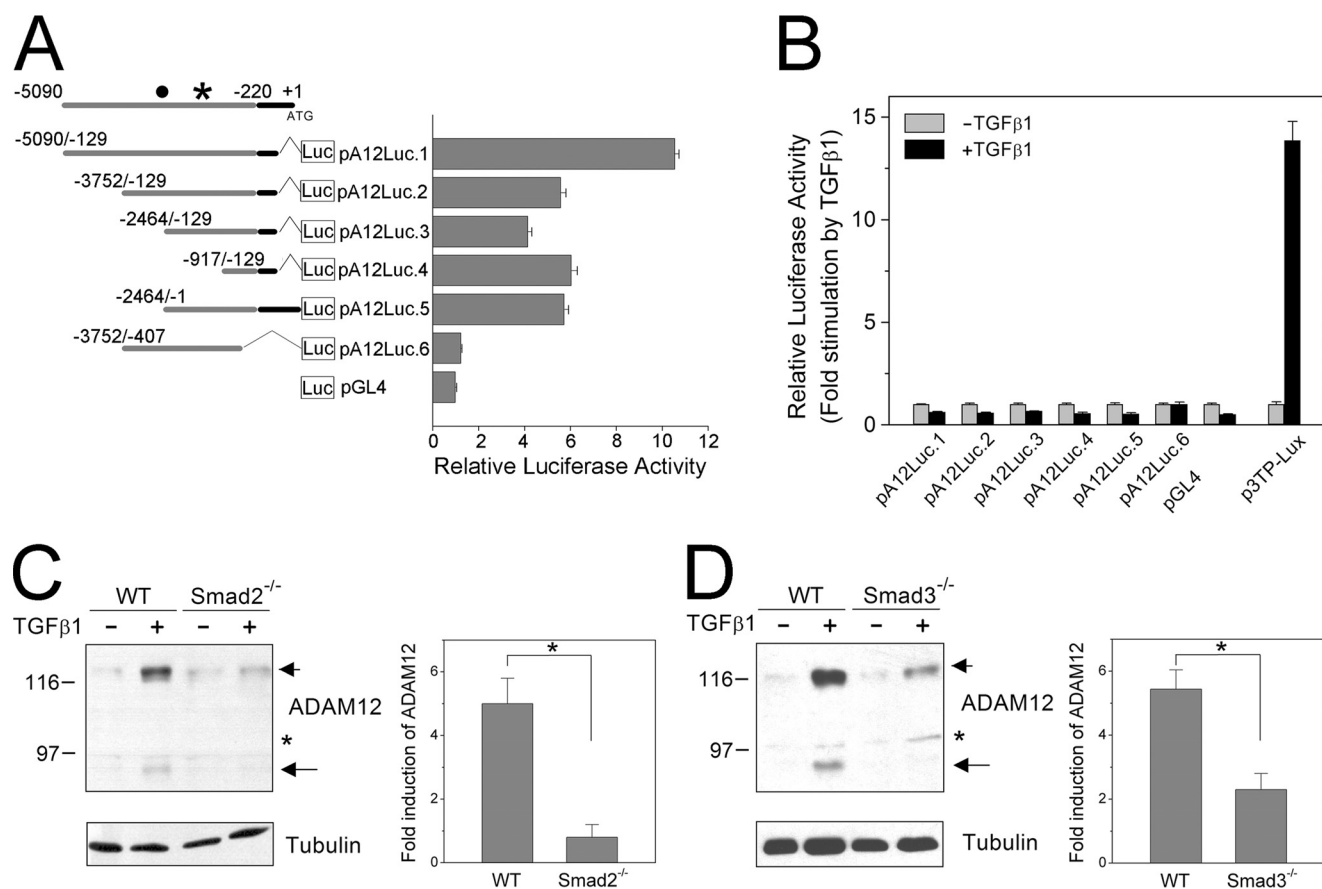 A
-5090 ● * -220 +1
ATG
-5090/-129
Luc pA12Luc.1
-3752/-129
Luc pA12Luc.2
-2464/-129
Luc pA12Luc.3
-917/-129
Luc pA12Luc.4
-2464/-1
Luc pA12Luc.5
-3752/-407
Luc pA12Luc.6
Luc pGL4
0 2 4 6 8 10 12
Relative Luciferase Activity
B
Relative Luciferase Activity
(Fold stimulation by TGFβ1)
15
10
5
0
−TGFβ1
+TGFβ1
pA12Luc.1
pA12Luc.2
pA12Luc.3
pA12Luc.4
pA12Luc.5
pA12Luc.6
pGL4
p3TP-Lux
C
WT Smad2-/-
TGFβ1 − + − +
116
ADAM12
97
*
Tubulin
Fold induction of ADAM12
6
4
2
0
*
WT Smad2-/-
D
WT Smad3-/-
TGFβ1 − + − +
116
ADAM12
97
*
Tubulin
Fold induction of ADAM12
6
4
2
0
*
WT Smad3-/-